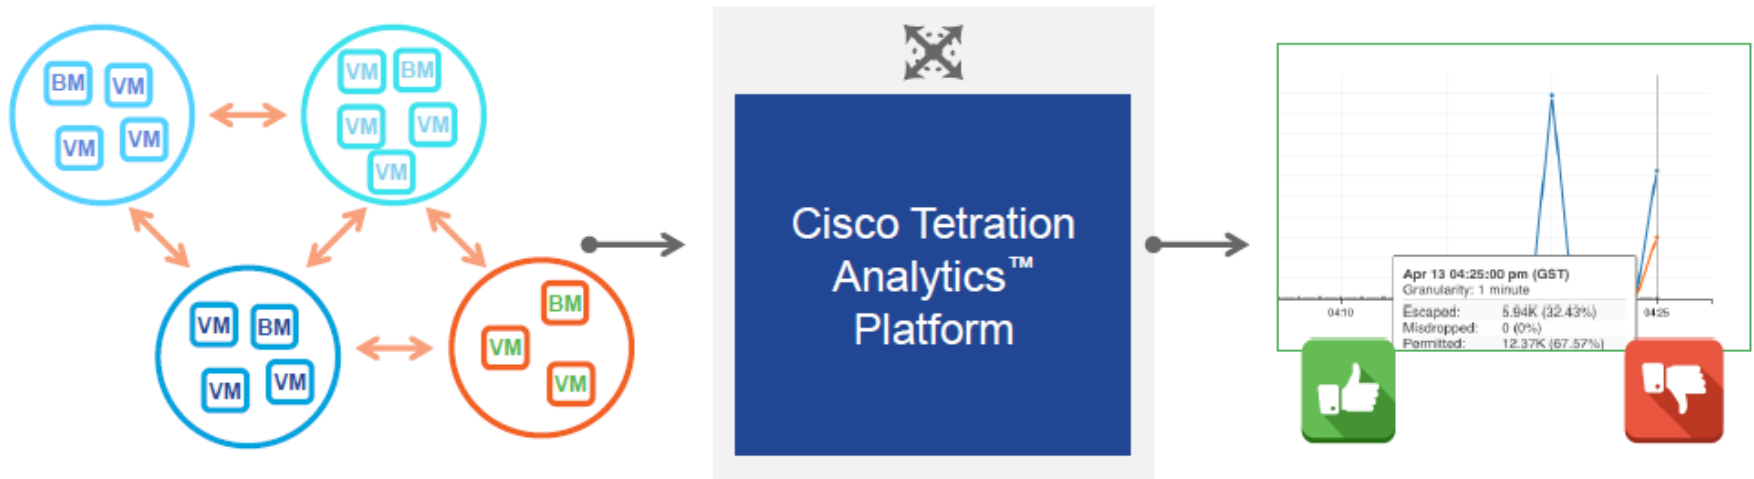 BM
VM
VM
VM
VM
BM
VM
VM
VM
VM
BM
VM
VM
BM
VM
VM
Cisco Tetration
Analytics™
Platform
Apr 13 04:25:00 pm (GST)
Granularity: 1 minute
Escaped: 5.94K (32.43%)
Misdropped: 0 (0%)
Permitted: 12.37K (67.57%)
04:10
04:25